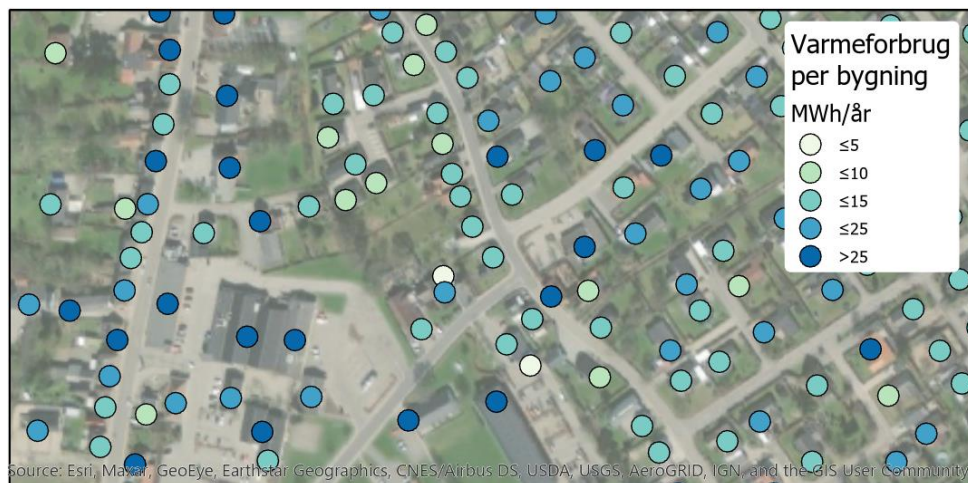 Varmeforbrug
per bygning
MWh/år
≤5
≤10
≤15
≤25
>25
Source: Esri, Maxar, GeoEye, Earthstar Geographics, CNES/Airbus DS, USDA, USGS, AeroGRID, IGN, and the GIS User Community